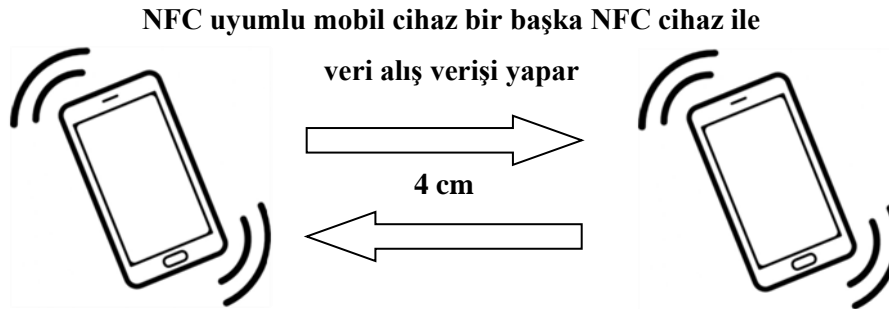 NFC uyumlu mobil cihaz bir başka NFC cihaz ile
veri alış verişi yapar
4 cm